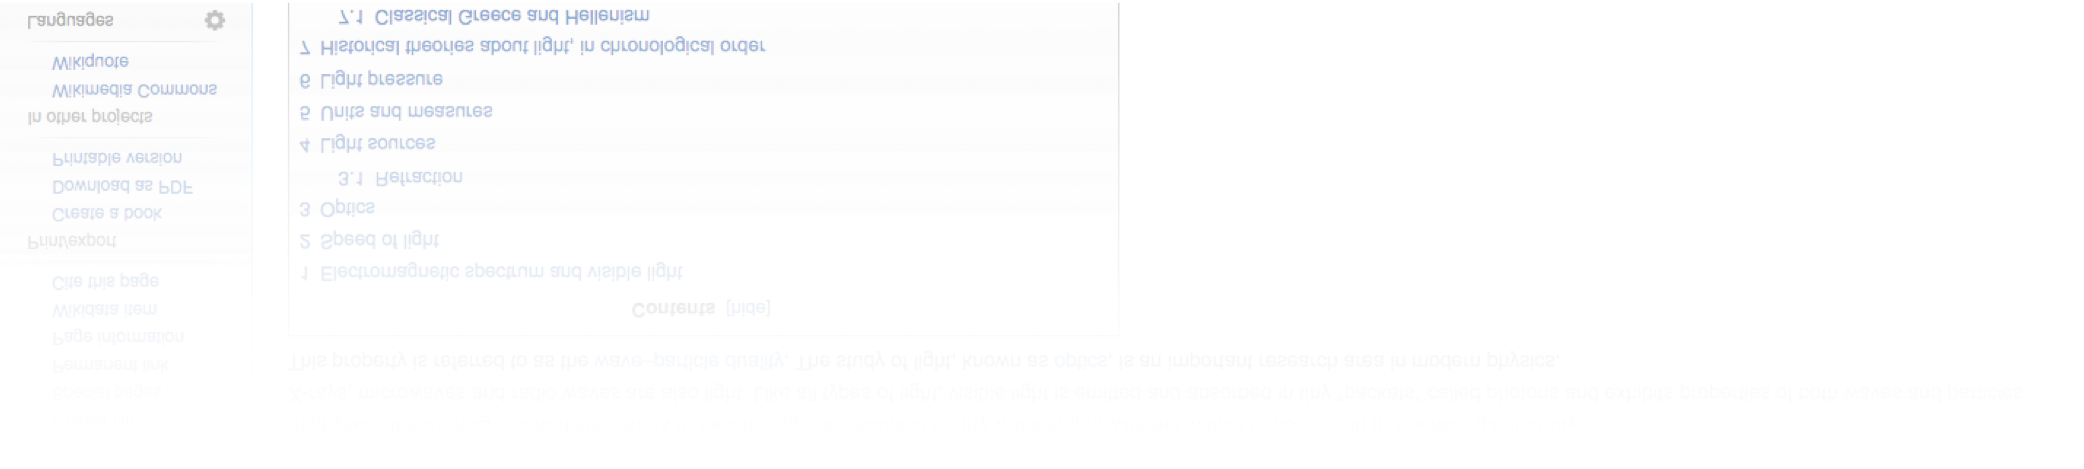 Languages
Wikiquote
Wikimedia Commons
In other projects
Printable version
Download as PDF
Create a book
Print/export
Cite this page
Wikidata item
Page information
Permanent link
Special pages
7.1 Classical Greece and Hellenism
7 Historical theories about light, in chronological order
6 Light pressure
5 Units and measures
4 Light sources
3.1 Refraction
3 Optics
2 Speed of light
1 Electromagnetic spectrum and visible light
Contents [hide]
This property is referred to as the wave–particle duality. The study of light, known as optics, is an important research area in modern physics.
X-rays, microwaves and radio waves are also light. Like all types of light, visible light is emitted and absorbed in tiny "packets" called photons and exhibits properties of both waves and particles.